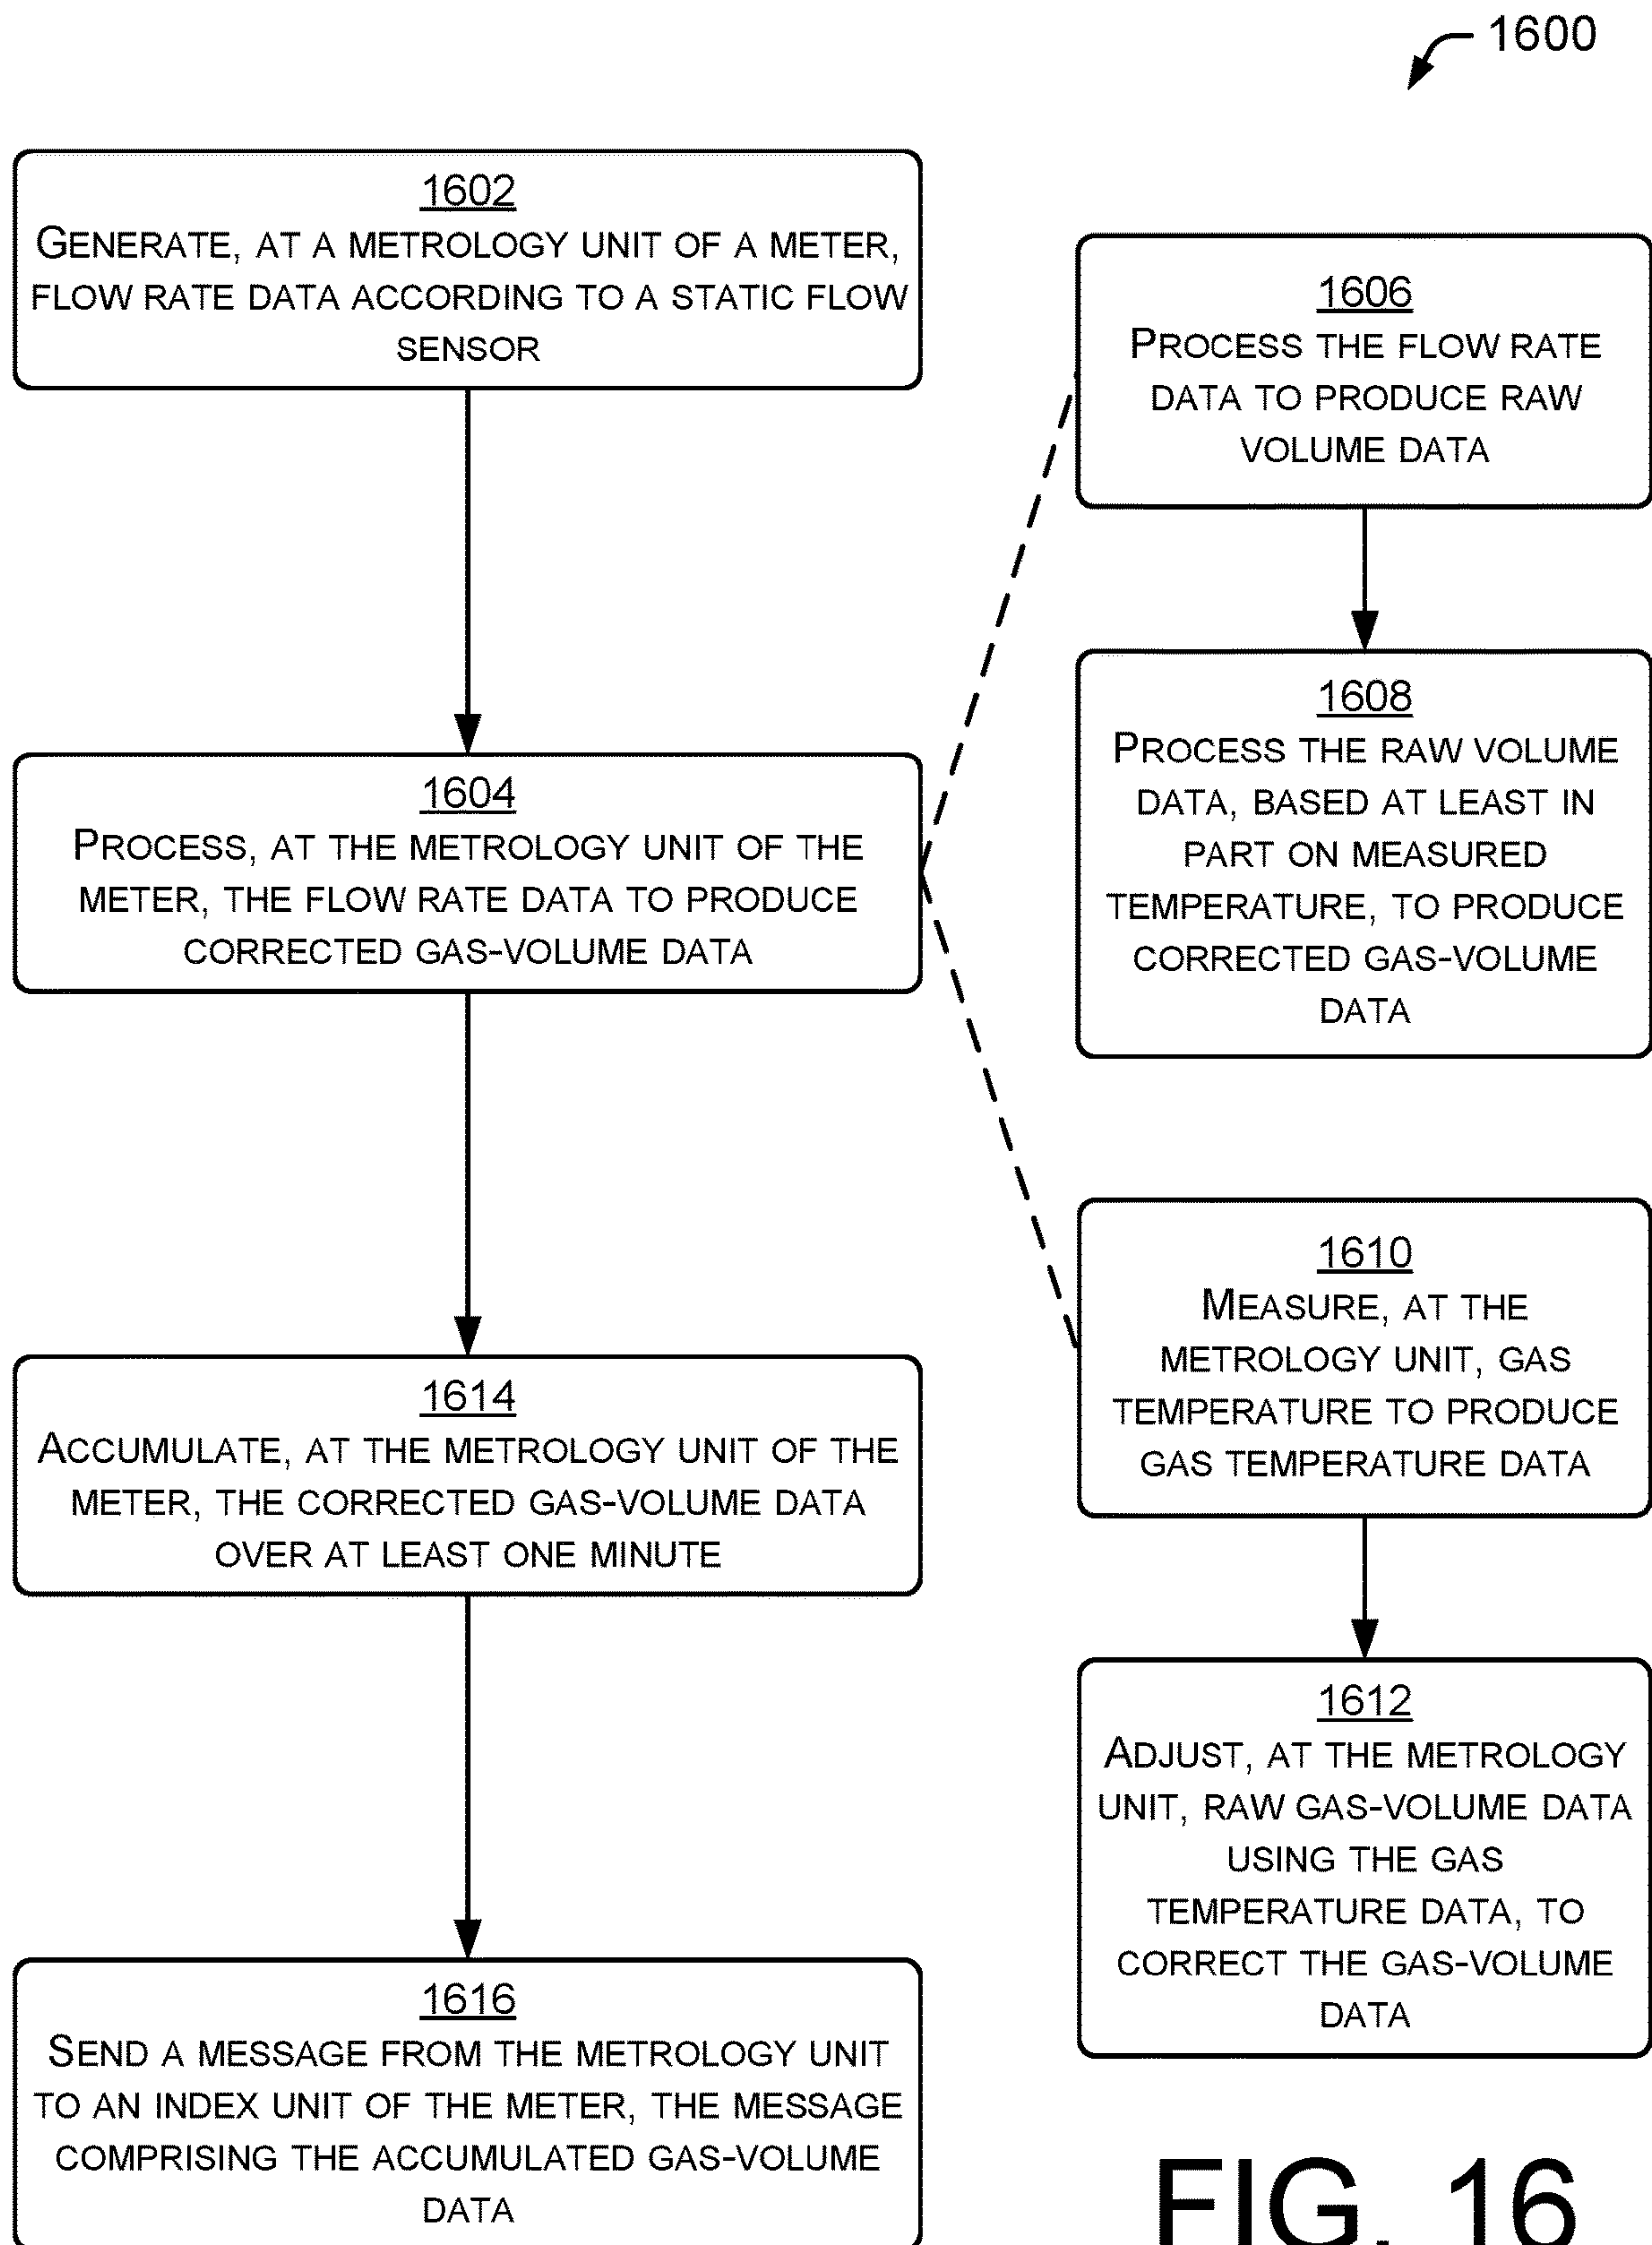 1600
1602
GENERATE, AT A METROLOGY UNIT OF A METER,
FLOW RATE DATA ACCORDING TO A STATIC FLOW
SENSOR
1604
PROCESS, AT THE METROLOGY UNIT OF THE
METER, THE FLOW RATE DATA TO PRODUCE
CORRECTED GAS-VOLUME DATA
1606
PROCESS THE FLOW RATE
DATA TO PRODUCE RAW
VOLUME DATA
1608
PROCESS THE RAW VOLUME
DATA, BASED AT LEAST IN
PART ON MEASURED
TEMPERATURE, TO PRODUCE
CORRECTED GAS-VOLUME
DATA
1610
MEASURE, AT THE
METROLOGY UNIT, GAS
TEMPERATURE TO PRODUCE
GAS TEMPERATURE DATA
1612
ADJUST, AT THE METROLOGY
UNIT, RAW GAS-VOLUME DATA
USING THE GAS
TEMPERATURE DATA, TO
CORRECT THE GAS-VOLUME
DATA
1614
ACCUMULATE, AT THE METROLOGY UNIT OF THE
METER, THE CORRECTED GAS-VOLUME DATA
OVER AT LEAST ONE MINUTE
1616
SEND A MESSAGE FROM THE METROLOGY UNIT
TO AN INDEX UNIT OF THE METER, THE MESSAGE
COMPRISING THE ACCUMULATED GAS-VOLUME
DATA
FIG. 16